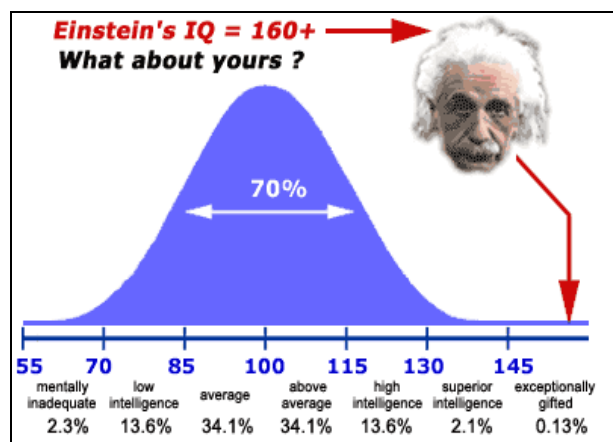 Einstein's IQ = 160+
What about yours ?
70%
55 70 85 100 115 130 145
mentally inadequate low intelligence average above average high intelligence superior intelligence exceptionally gifted
2.3% 13.6% 34.1% 34.1% 13.6% 2.1% 0.13%